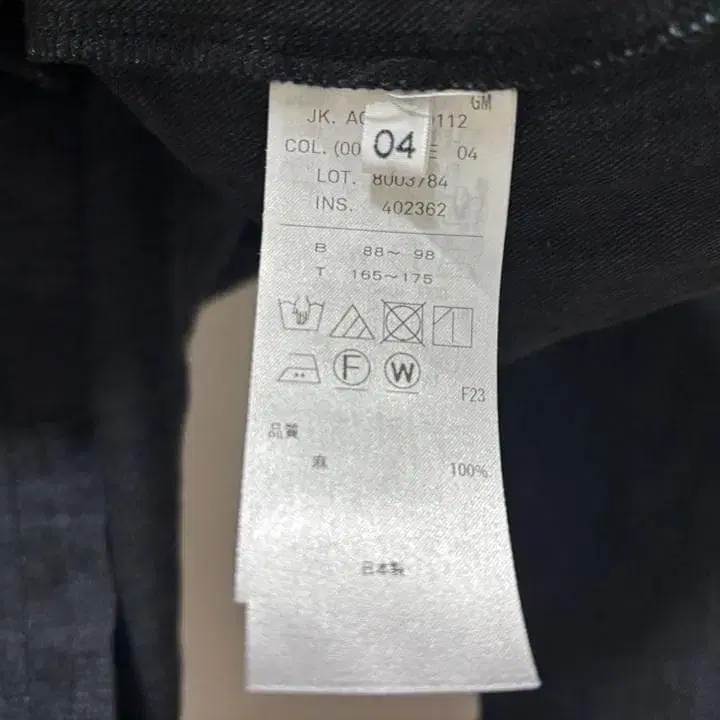 GM
JK. AC 112
COL. (00 04
04
LOT. 8003784
INS. 402362
B 88～ 98
T 165～175
F W
F23
品質
麻 100%
日本製